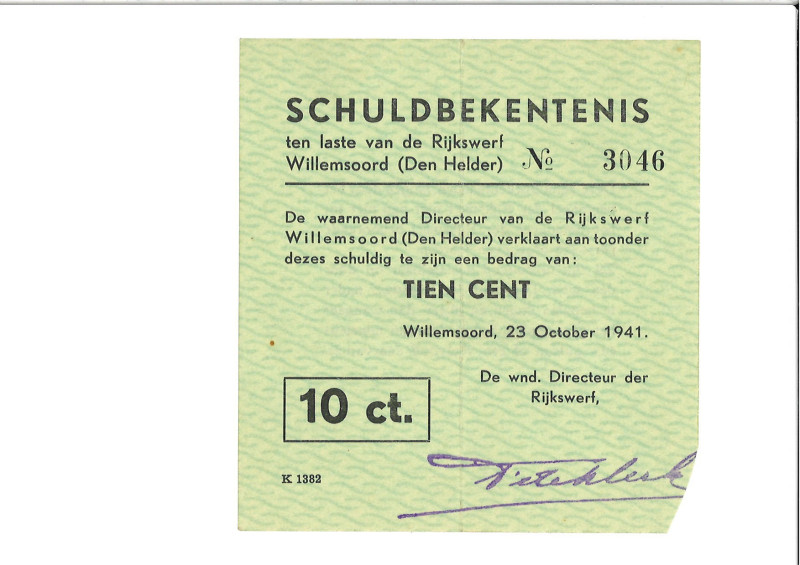 SCHULDBEKENTENIS
ten laste van de Rijkswerf
Willemsoord (Den Helder) № 3046
De waarnemend Directeur van de Rijkswerf
Willemsoord (Den Helder) verklaart aan toonder
dezes schuldig te zijn een bedrag van:
TIEN CENT
Willemsoord, 23 October 1941.
De wnd. Directeur der
Rijkswerf,
10 ct.
K 1382